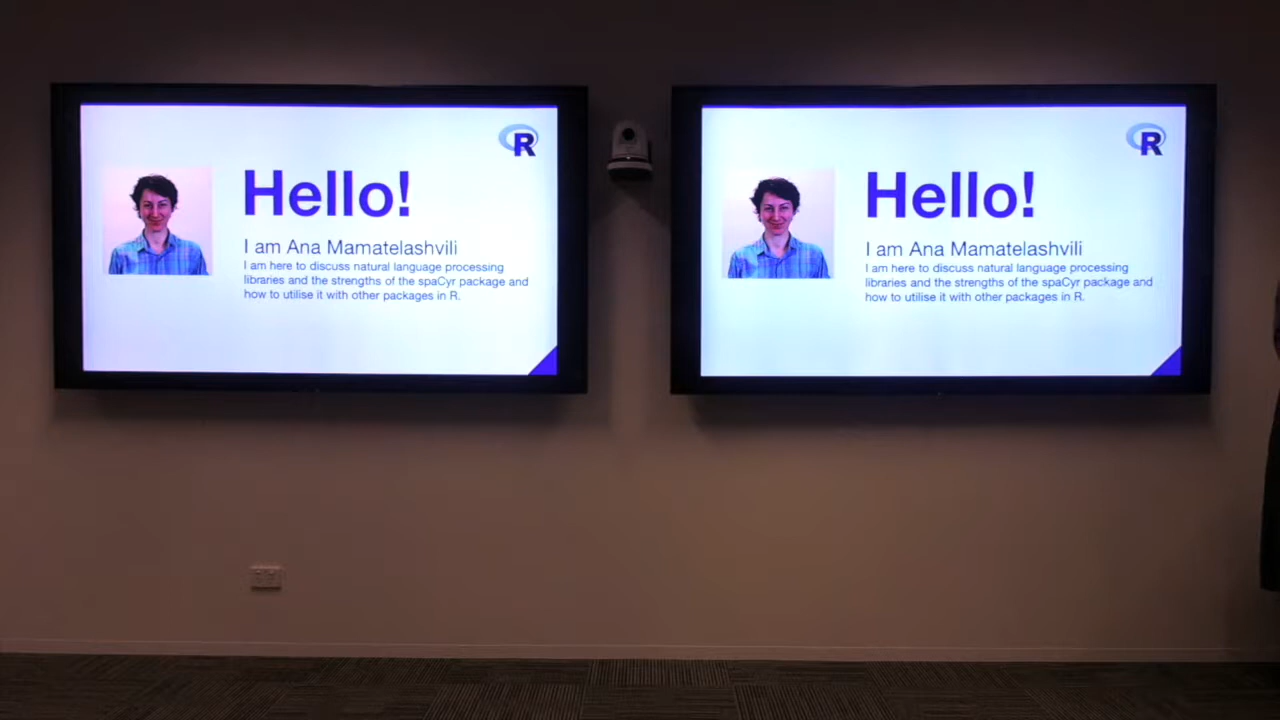 R
Hello!
I am Ana Mamatelashvili
I am here to discuss natural language processing
libraries and the strengths of the spaCyr package and
how to utilise it with other packages in R.
R
Hello!
I am Ana Mamatelashvili
I am here to discuss natural language processing
libraries and the strengths of the spaCyr package and
how to utilise it with other packages in R.